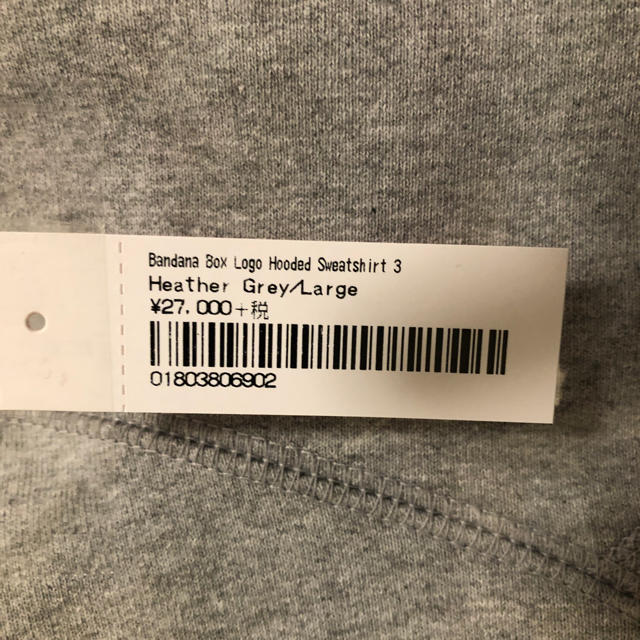 Bandana Box Logo Hooded Sweatshirt 3
Heather Grey/Large
¥27,000+税
01803806902